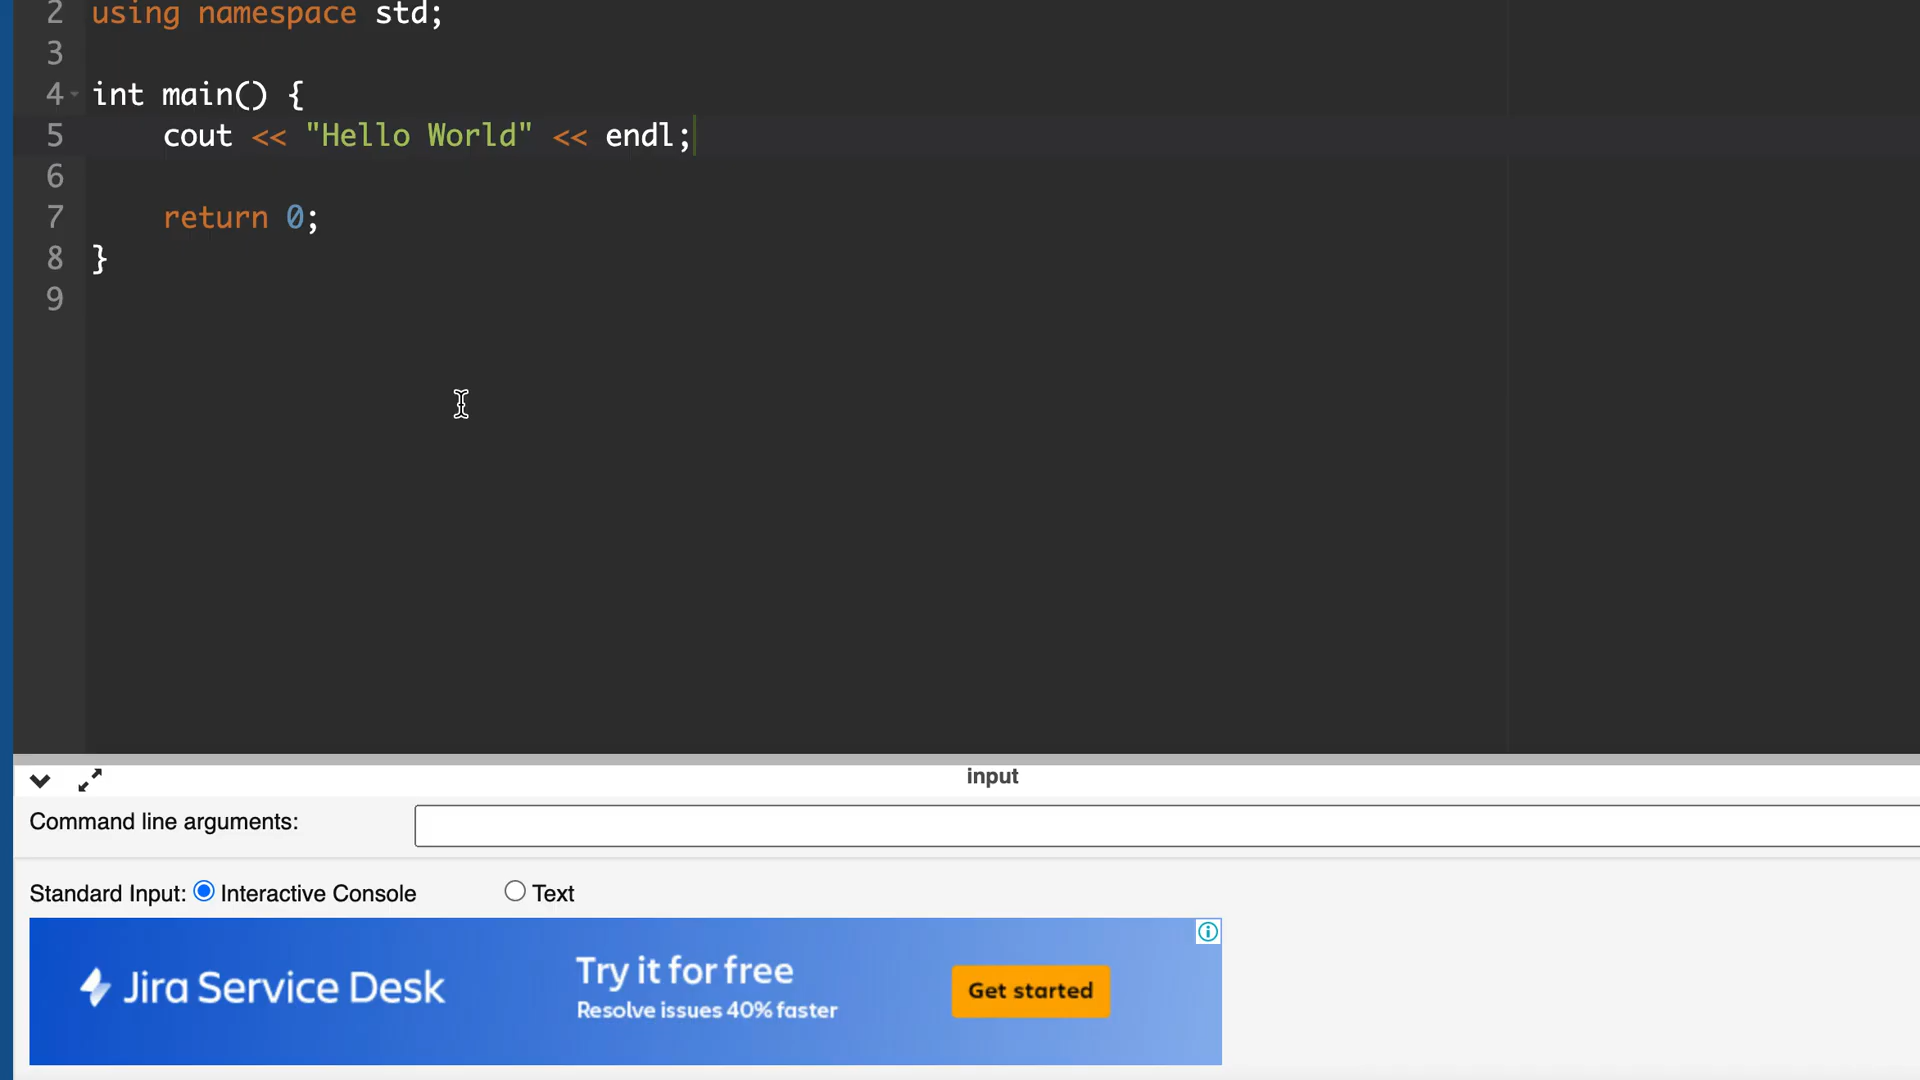 2 using namespace std;
3
4 int main() {
5     cout << "Hello World" << endl;
6
7     return 0;
8 }
9
input
Command line arguments:
Standard Input: Interactive Console Text
Jira Service Desk
Try it for free
Resolve issues 40% faster
Get started